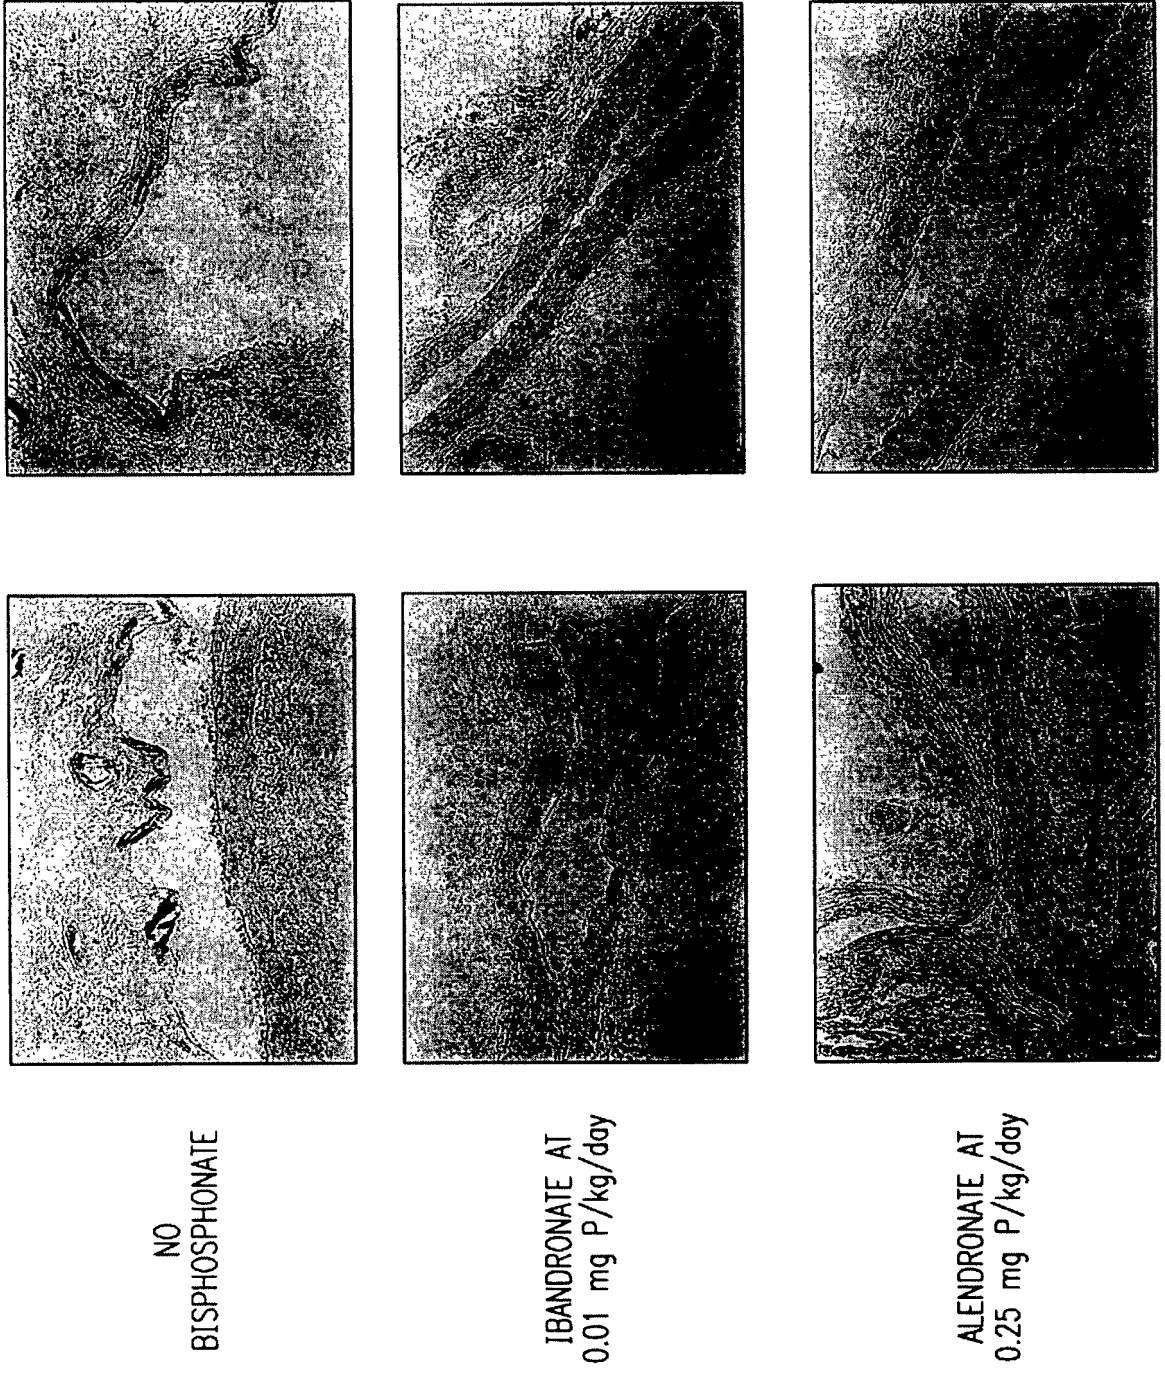 NO
BISPHOSPHONATE
IBANDRONATE AT
0.01 mg P/kg/day
ALENDRONATE AT
0.25 mg P/kg/day